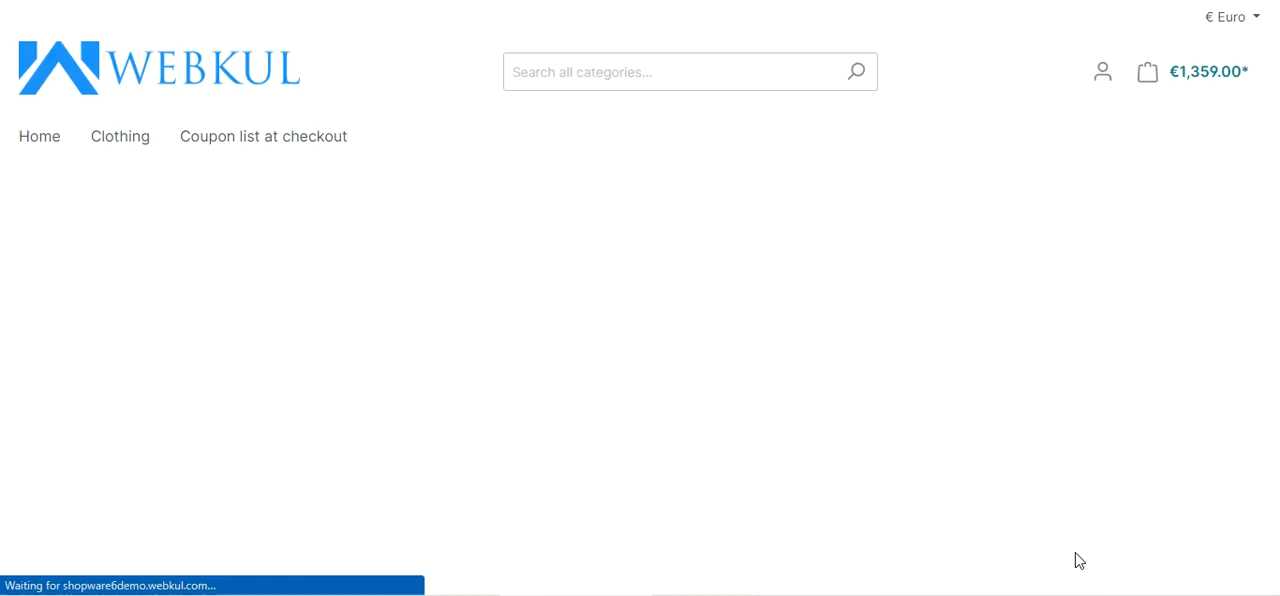 € Euro
WEBKUL
Search all categories...
€1,359.00*
Home Clothing Coupon list at checkout
Waiting for shopware6demo.webkul.com...